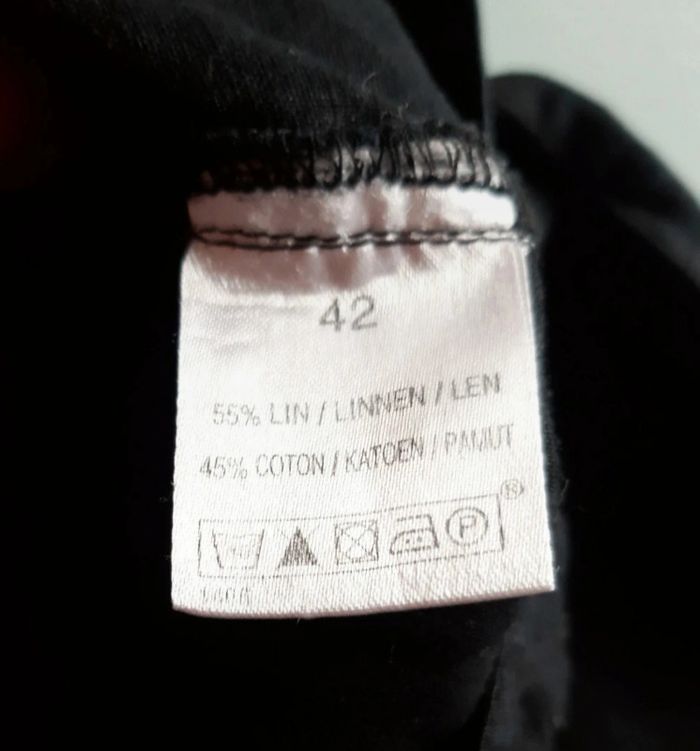 42
55% LIN / LINNEN / LEN
45% COTON / KATOEN / PAMUT
P
®